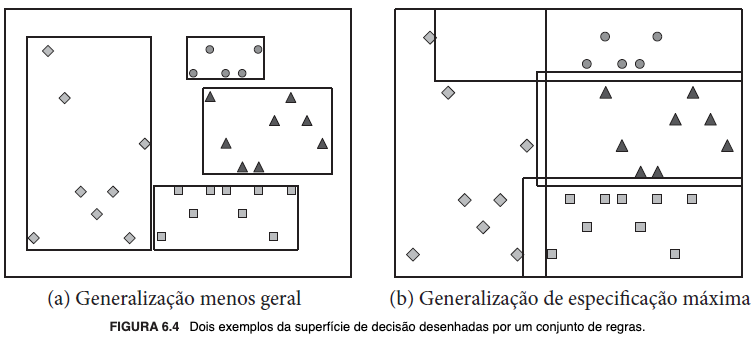 (a) Generalização menos geral
(b) Generalização de especificação máxima
FIGURA 6.4 Dois exemplos da superfície de decisão desenhadas por um conjunto de regras.